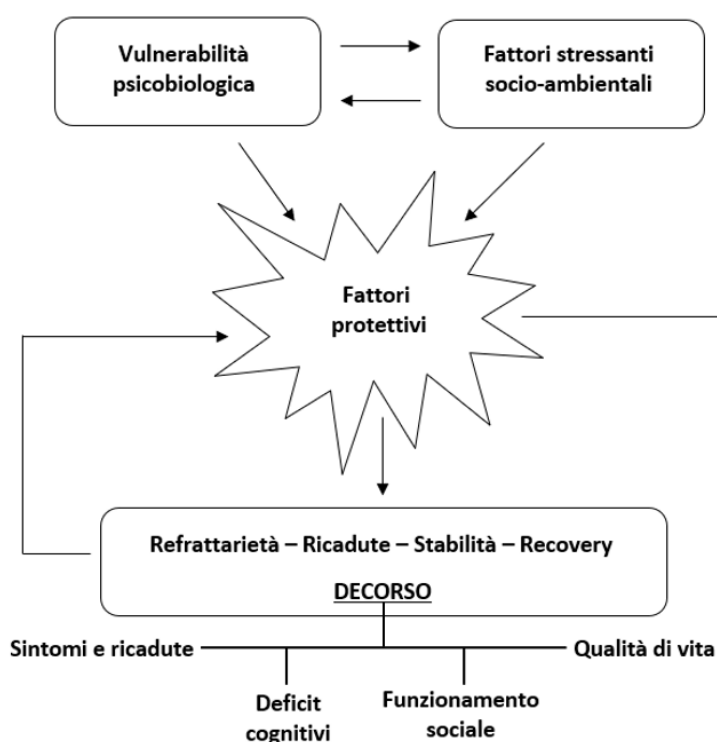 Vulnerabilità
psicobiologica
Fattori stressanti
socio-ambientali
Fattori
protettivi
Refrattarietà – Ricadute – Stabilità – Recovery
DECORSO
Sintomi e ricadute
Qualità di vita
Deficit
cognitivi
Funzionamento
sociale